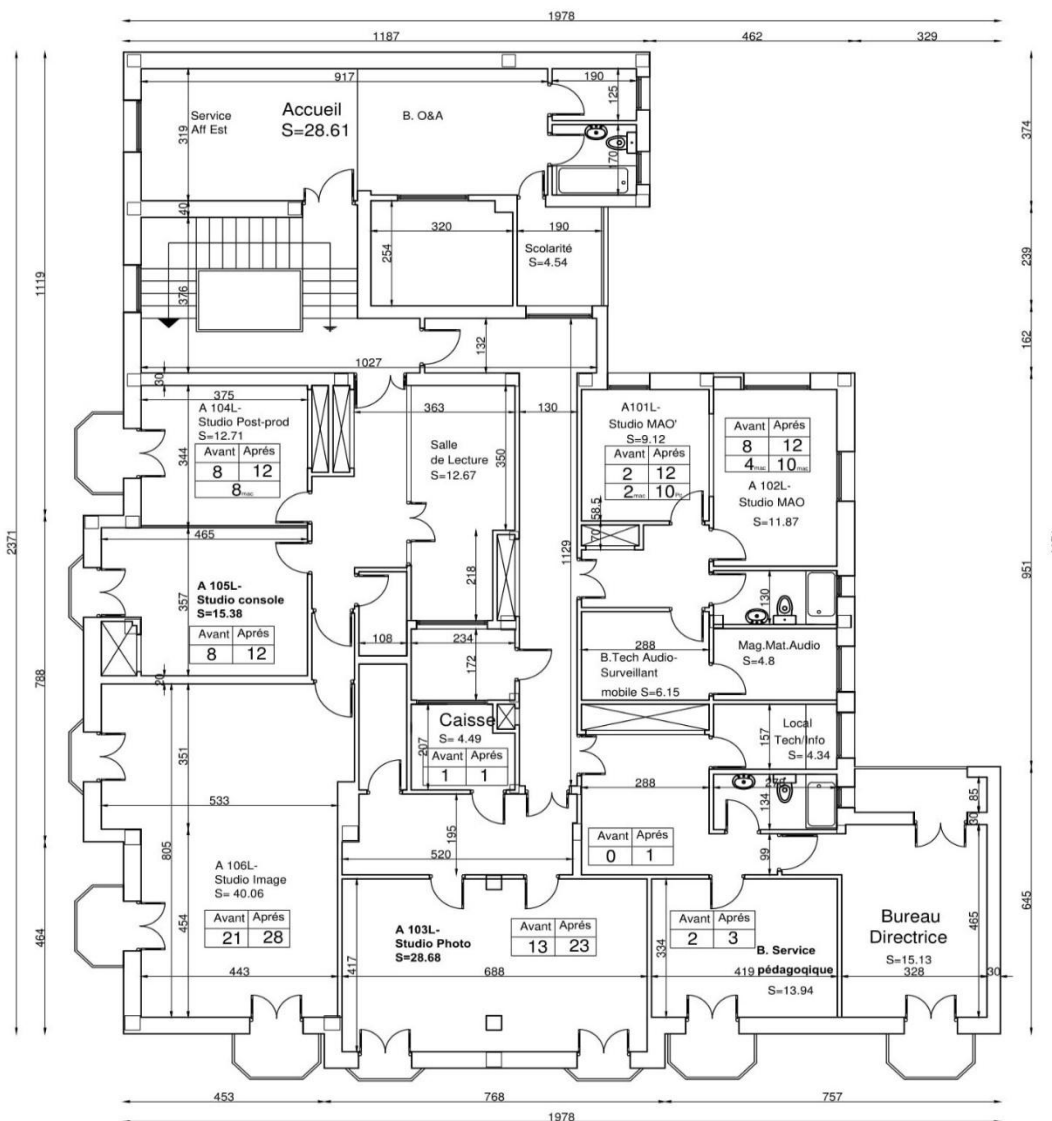 1978
1187
462
329
917
190
125
Service
Aff Est
Accueil
S=28.61
B. O&A
319
170
374
40
320
190
254
Scolarité
S=4.54
239
1119
376
132
162
1027
30
375
363
130
A 104L-
Studio Post-prod
S=12.71
Avant Aprés
8 12
8mac
344
Salle
de Lecture
S=12.67
350
A101L-
Studio MAO'
S=9.12
Avant Aprés
2 12
2mac 10Pc
Avant Aprés
8 12
4mac 10mac
A 102L-
Studio MAO
S=11.87
58.5
70
2371
465
1129
951
A 105L-
Studio console
S=15.38
Avant Aprés
8 12
357
218
130
108
234
288
172
B.Tech Audio-
Surveillant
mobile S=6.15
Mag.Mat.Audio
S=4.8
788
20
Caisse
S= 4.49
Avant Aprés
1 1
207
Local
Tech/Info
S= 4.34
157
351
533
288
134
85
30
805
195
520
99
Avant Aprés
0 1
A 106L-
Studio Image
S= 40.06
Avant Aprés
21 28
454
443
464
A 103L-
Studio Photo
S=28.68
Avant Aprés
13 23
417
688
Avant Aprés
2 3
334
B. Service
pédagoqique
S=13.94
419
Bureau
Directrice
S=15.13
328
465
30
645
453
768
757
1978